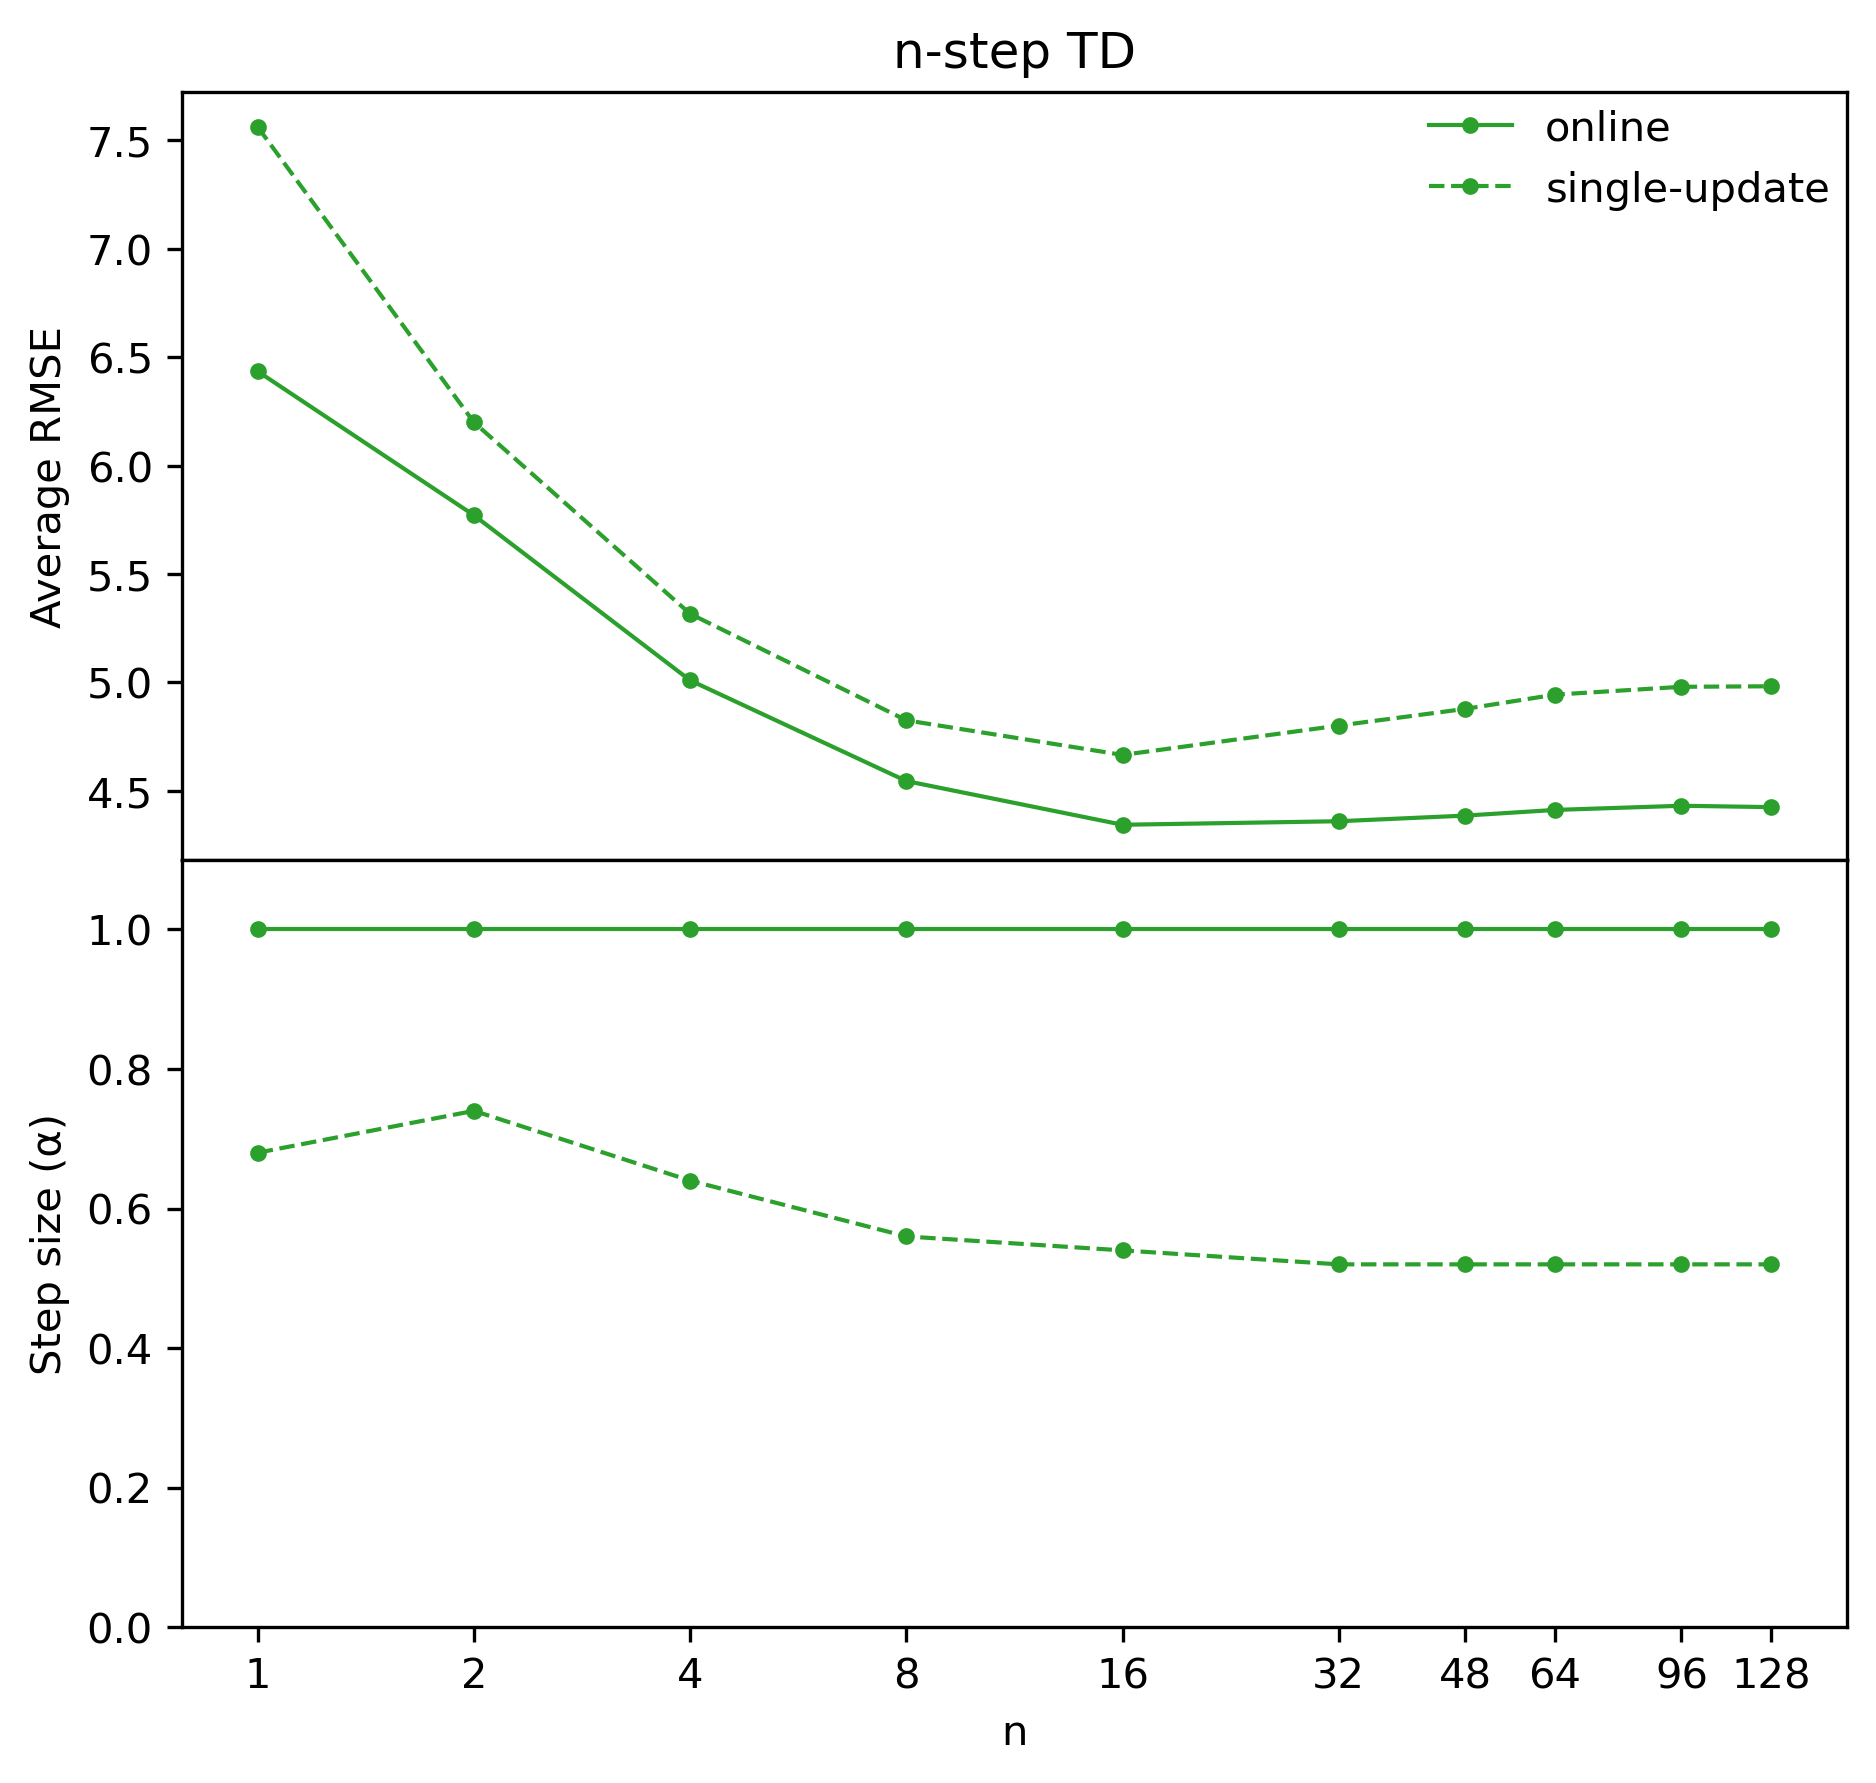 n-step TD
online
single-update
Average RMSE
7.5
7.0
6.5
6.0
5.5
5.0
4.5
Step size (α)
1.0
0.8
0.6
0.4
0.2
0.0
1 2 4 8 16 32 48 64 96 128
n